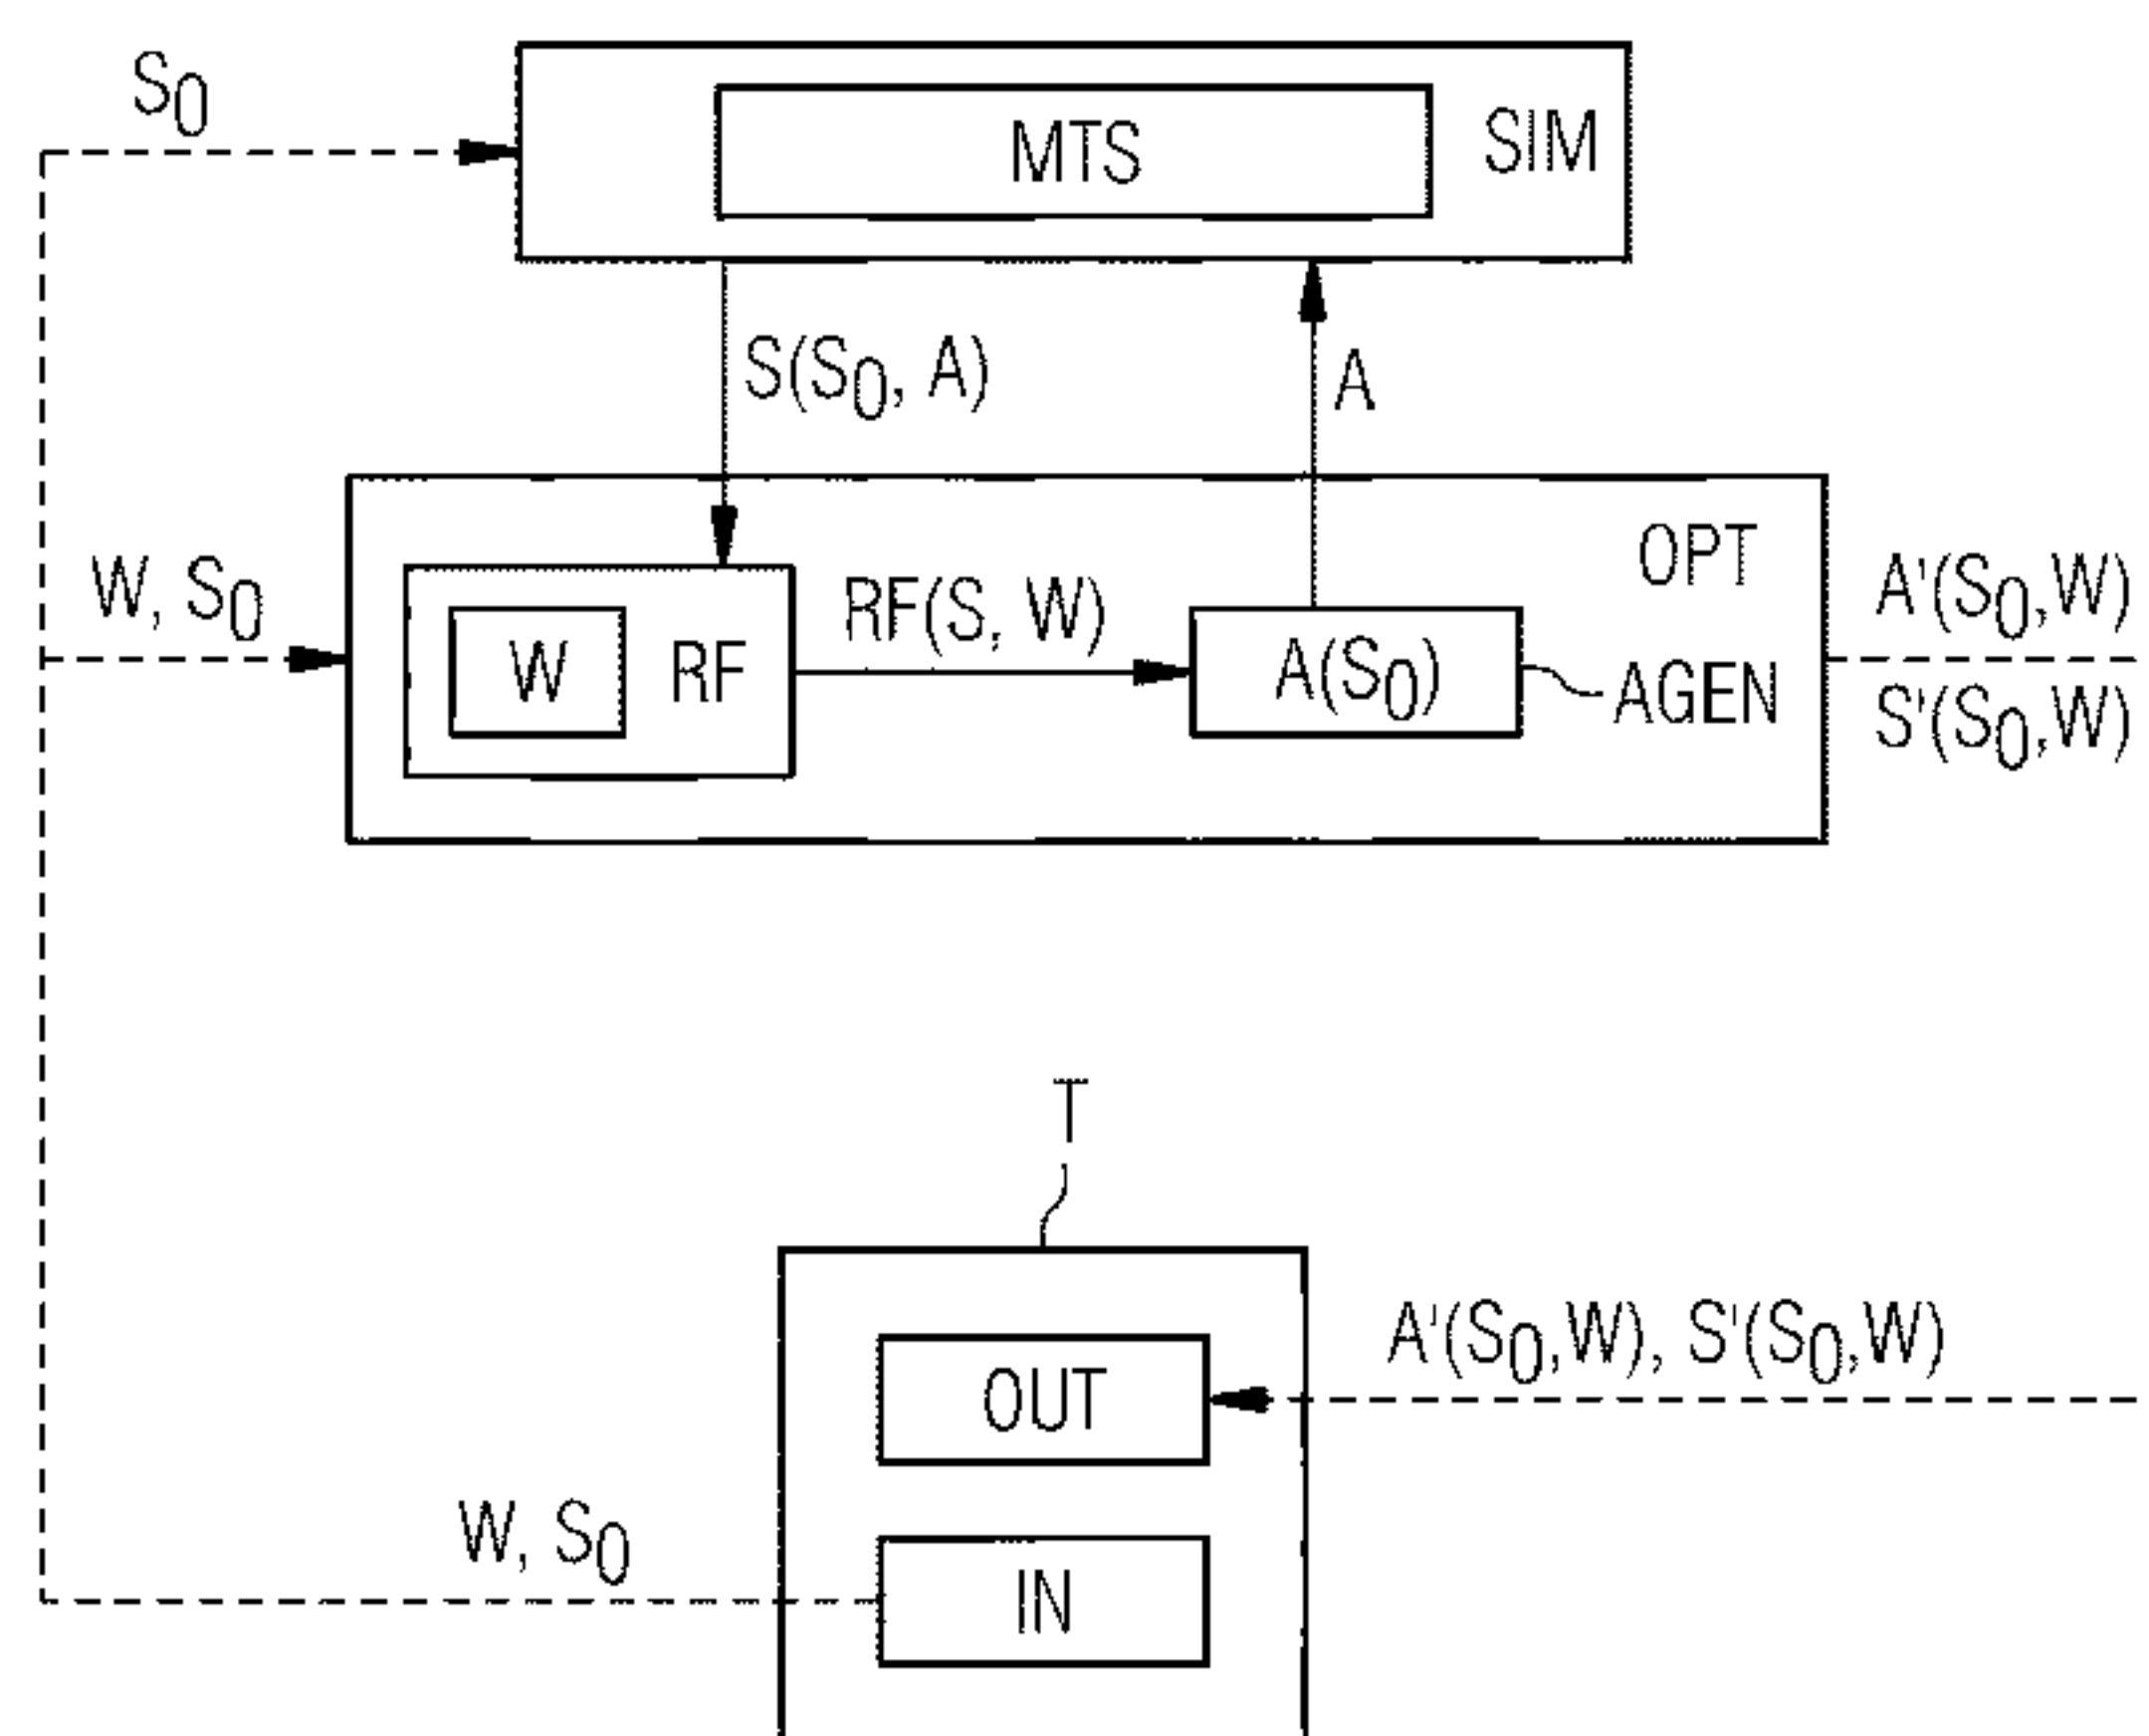 S0
MTS
SIM
S(S0, A)
A
OPT
W, S0
RF(S, W)
A'(S0,W)
W
RF
A(S0)
AGEN
S'(S0,W)
T
A'(S0,W), S'(S0,W)
OUT
W, S0
IN